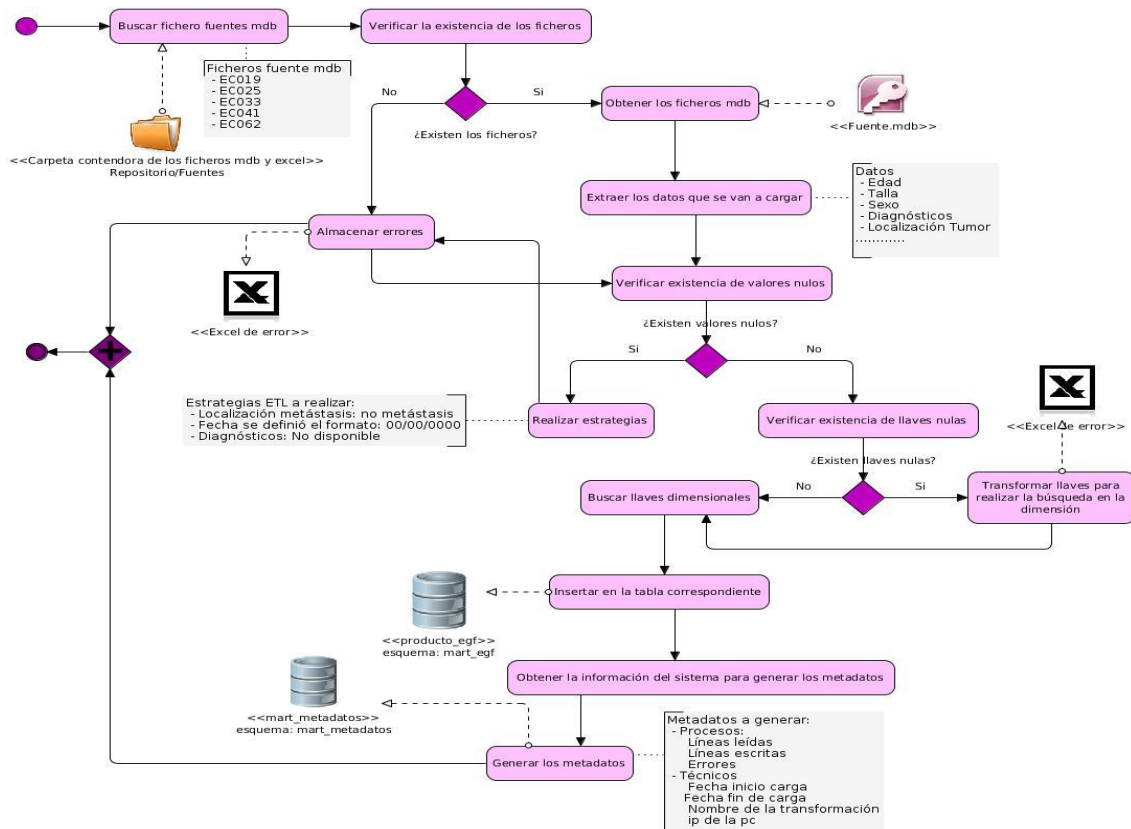 Buscar fichero fuentes mdb
Verificar la existencia de los ficheros
Ficheros fuente mdb
- EC019
- EC025
- EC033
- EC041
- EC062
No
Si
¿Existen los ficheros?
Obtener los ficheros mdb
<<Fuente.mdb>>
<<Carpeta contendora de los ficheros mdb y excel>>
Repositorio/Fuentes
Extraer los datos que se van a cargar
Datos
- Edad
- Talla
- Sexo
- Diagnósticos
- Localización Tumor
............
Almacenar errores
<<Excel de error>>
Verificar existencia de valores nulos
¿Existen valores nulos?
Si
No
Estrategias ETL a realizar:
- Localización metástasis: no metástasis
- Fecha se definió el formato: 00/00/0000
- Diagnósticos: No disponible
Realizar estrategias
Verificar existencia de llaves nulas
<<Excel de error>>
¿Existen llaves nulas?
No
Si
Buscar llaves dimensionales
Transformar llaves para
realizar la búsqueda en la
dimensión
Insertar en la tabla correspondiente
<<producto_egf>>
esquema: mart_egf
Obtener la información del sistema para generar los metadatos
<<mart_metadatos>>
esquema: mart_metadatos
Generar los metadatos
Metadatos a generar:
- Procesos:
Líneas leídas
Líneas escritas
Errores
- Técnicos
Fecha inicio carga
Fecha fin de carga
Nombre de la transformación
ip de la pc